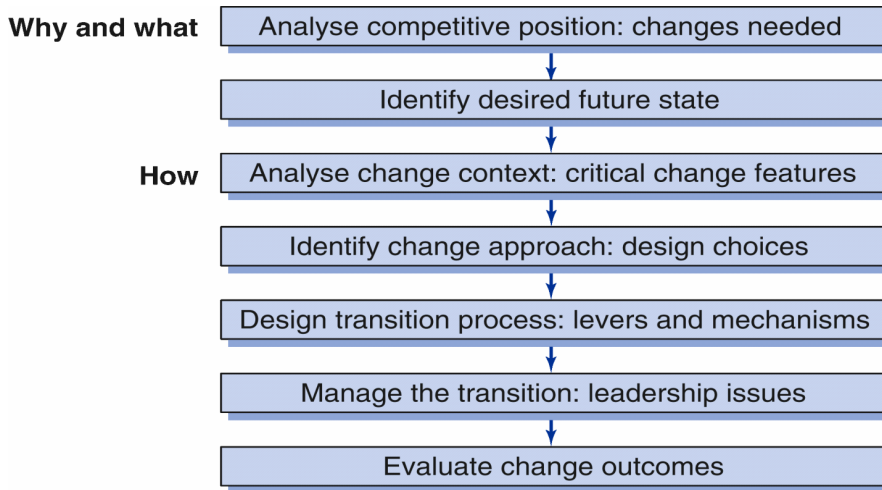 Why and what
Analyse competitive position: changes needed
Identify desired future state
How
Analyse change context: critical change features
Identify change approach: design choices
Design transition process: levers and mechanisms
Manage the transition: leadership issues
Evaluate change outcomes